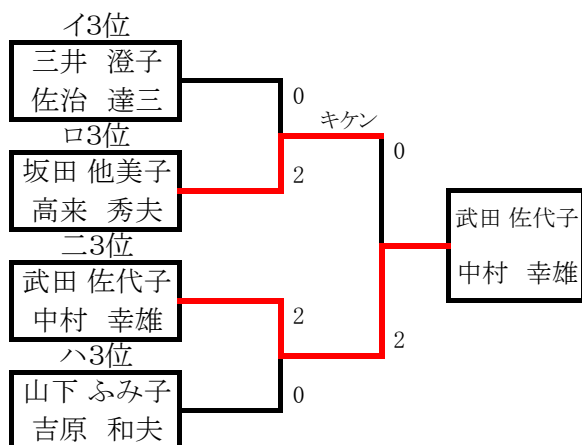 イ3位
三井 澄子
佐治 達三
ロ3位
坂田 他美子
高来 秀夫
ニ3位
武田 佐代子
中村 幸雄
ハ3位
山下 ふみ子
吉原 和夫
0
キケン
2
2
0
0
2
武田 佐代子
中村 幸雄